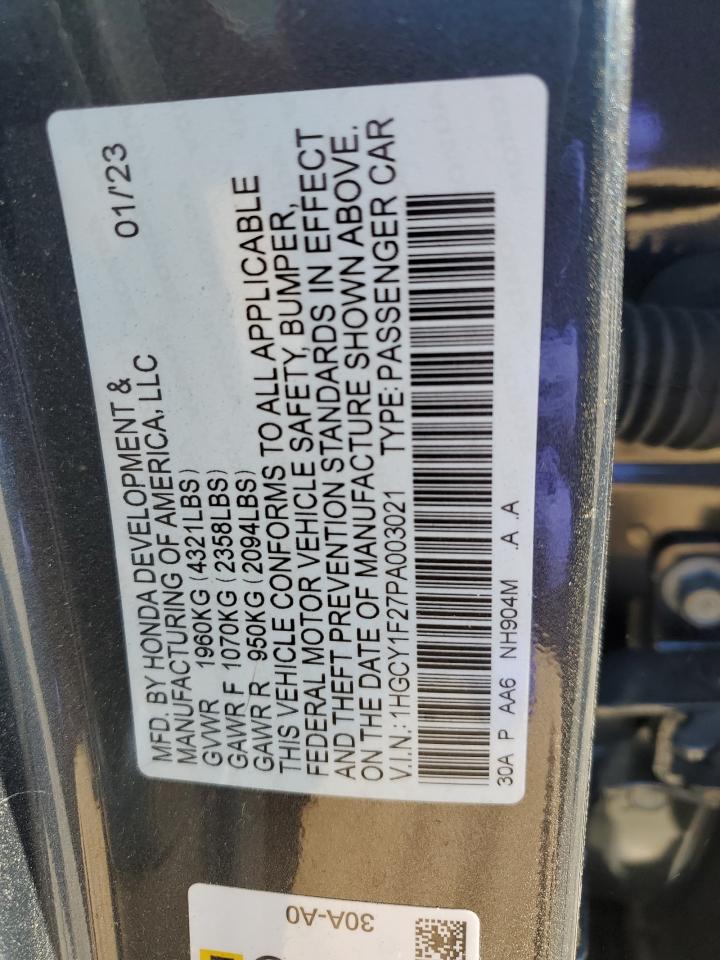 MFD. BY HONDA DEVELOPMENT & 01/'23
MANUFACTURING OF AMERICA, LLC
GVWR 1960KG (4321LBS)
GAWR F 1070KG (2358LBS)
GAWR R 950KG (2094LBS)
THIS VEHICLE CONFORMS TO ALL APPLICABLE
FEDERAL MOTOR VEHICLE SAFETY, BUMPER,
AND THEFT PREVENTION STANDARDS IN EFFECT
ON THE DATE OF MANUFACTURE SHOWN ABOVE.
V.I.N.: 1HGCY1F27PA003021 TYPE: PASSENGER CAR
30A P AA6 NH904M .A .A
30A-A0